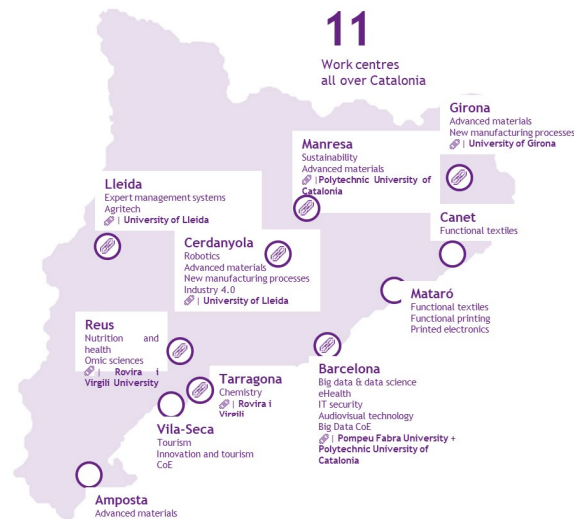 11
Work centres
all over Catalonia
Girona
Advanced materials
New manufacturing processes
| University of Girona
Manresa
Sustainability
Advanced materials
| Polytechnic University of
Catalonia
Lleida
Expert management systems
Agritech
| University of Lleida
Canet
Functional textiles
Cerdanyola
Robotics
Advanced materials
New manufacturing processes
Industry 4.0
| University of Lleida
Mataró
Functional textiles
Functional printing
Printed electronics
Reus
Nutrition and
health
Omic sciences
| Rovira i
Virgili University
Tarragona
Chemistry
| Rovira i
Virgili
Barcelona
Big data & data science
eHealth
IT security
Audiovisual technology
Big Data CoE
| Pompeu Fabra University +
Polytechnic University of
Catalonia
Vila-Seca
Tourism
Innovation and tourism
CoE
Amposta
Advanced materials